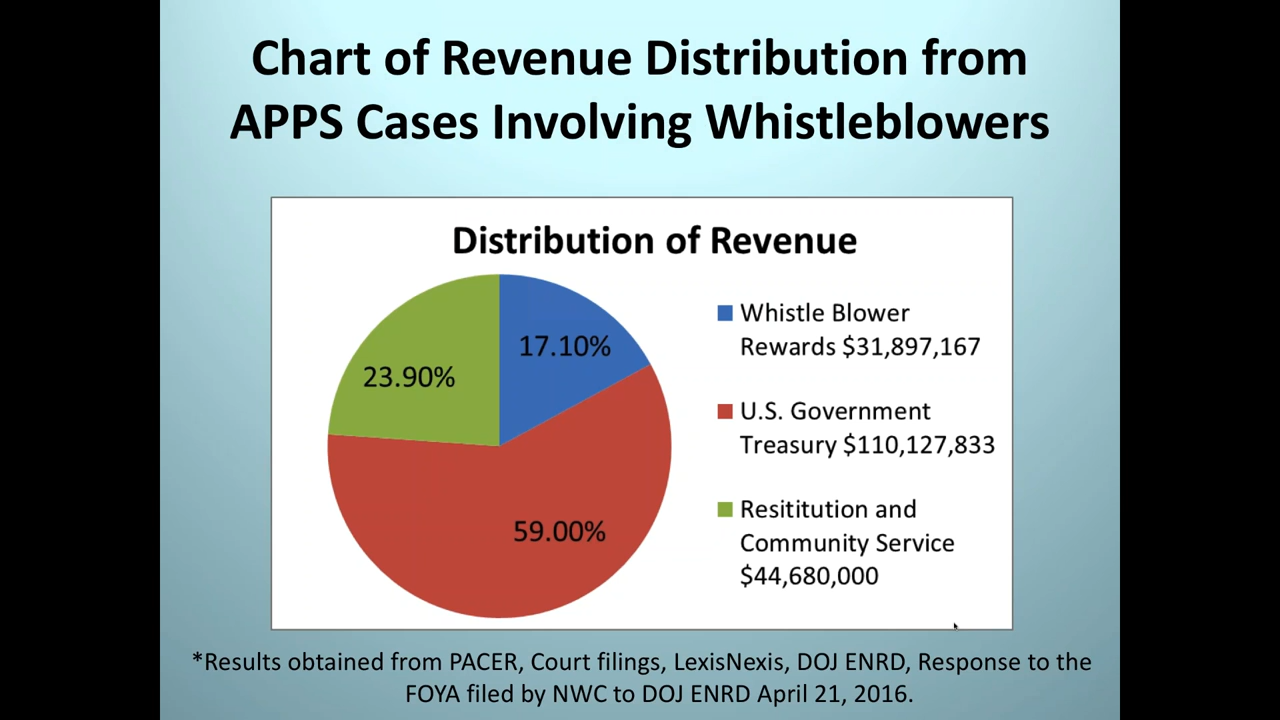 Chart of Revenue Distribution from
APPS Cases Involving Whistleblowers
Distribution of Revenue
17.10%
23.90%
59.00%
Whistle Blower
Rewards $31,897,167
U.S. Government
Treasury $110,127,833
Resititution and
Community Service
$44,680,000
*Results obtained from PACER, Court filings, LexisNexis, DOJ ENRD, Response to the
FOYA filed by NWC to DOJ ENRD April 21, 2016.